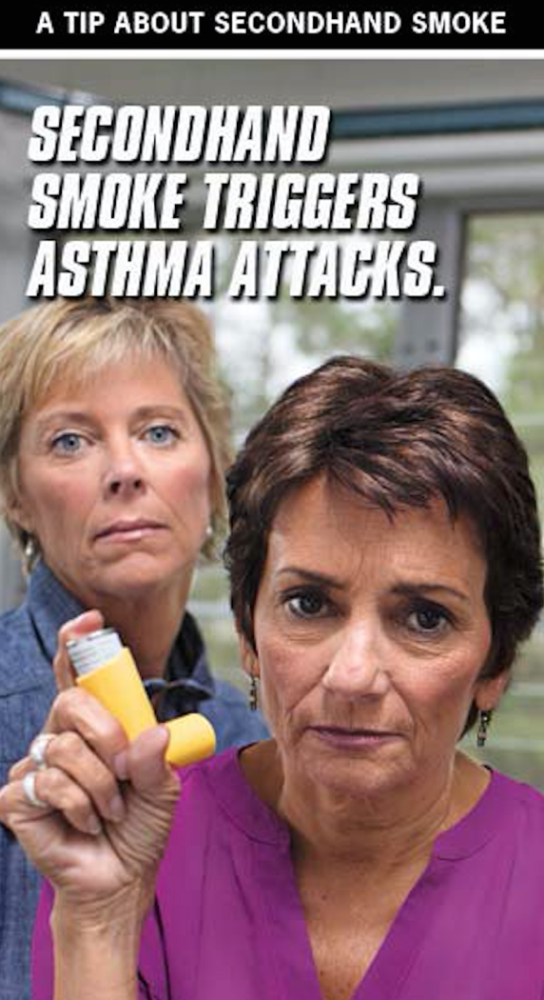 A TIP ABOUT SECONDHAND SMOKE
SECONDHAND
SMOKE TRIGGERS
ASTHMA ATTACKS.